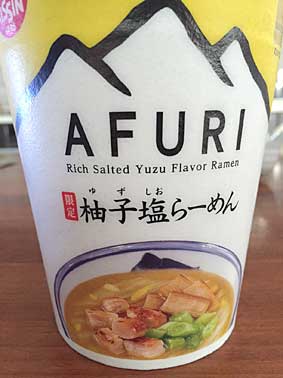 AFURI
Rich Salted Yuzu Flavor Ramen
ゆず しお
限定 柚子塩らーめん